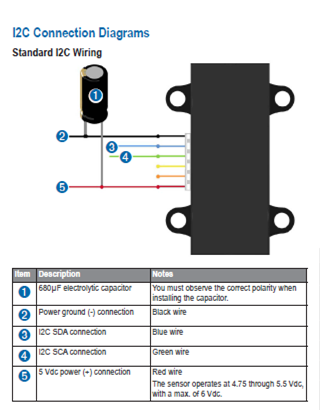 I2C Connection Diagrams
Standard I2C Wiring
1
2
3
4
5
Item Description Notes
1 680µF electrolytic capacitor You must observe the correct polarity when
installing the capacitor.
2 Power ground (-) connection Black wire
3 I2C SDA connection Blue wire
4 I2C SCA connection Green wire
5 5 Vdc power (+) connection Red wire
The sensor operates at 4.75 through 5.5 Vdc,
with a max. of 6 Vdc.